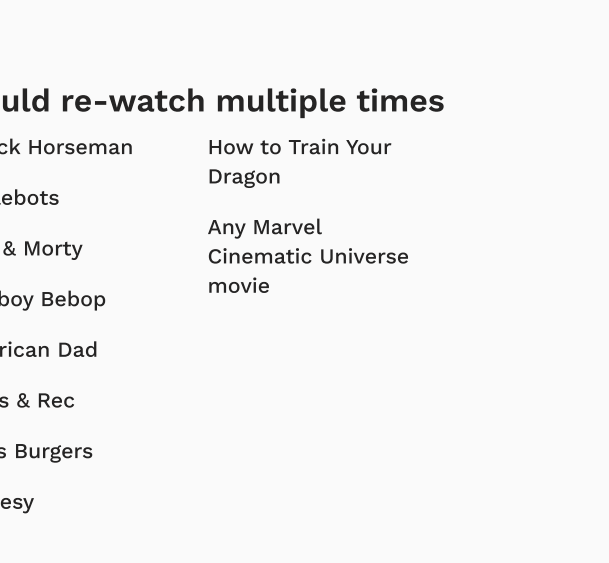 uld re-watch multiple times
ck Horseman
ebots
& Morty
boy Bebop
rican Dad
s & Rec
s Burgers
esy
How to Train Your
Dragon
Any Marvel
Cinematic Universe
movie